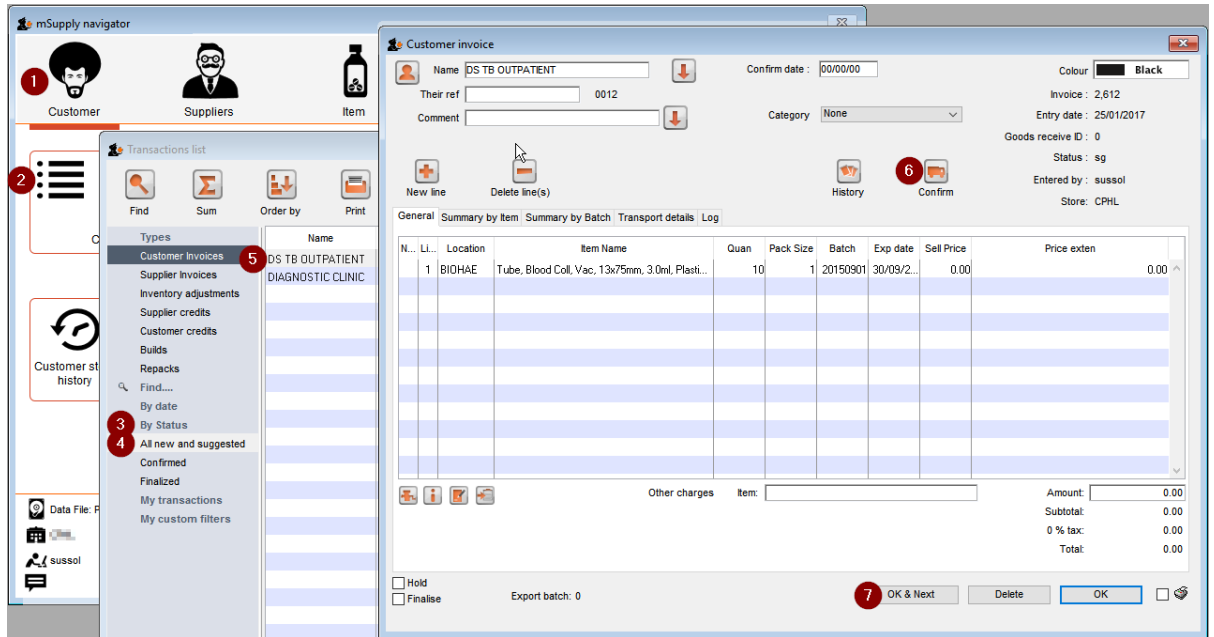 mSupply navigator
1
Customer
Suppliers
Item
2
C
Customer st
history
Data File: P
sussol
Transactions list
Find
Sum
Order by
Print
Types
Customer Invoices
Supplier Invoices
Inventory adjustments
Supplier credits
Customer credits
Builds
Repacks
Find....
By date
3 By Status
4 All new and suggested
Confirmed
Finalized
My transactions
My custom filters
Name
5 DS TB OUTPATIENT
DIAGNOSTIC CLINIC
Customer invoice
Name DS TB OUTPATIENT
Confirm date : 00/00/00
Colour Black
Their ref 0012
Invoice : 2,612
Comment
Category None
Entry date : 25/01/2017
Goods receive ID : 0
Status : sg
Entered by : sussol
Store: CPHL
New line
Delete line(s)
History
6 Confirm
General Summary by Item Summary by Batch Transport details Log
N... Li... Location Item Name Quan Pack Size Batch Exp date Sell Price Price exten
1 BIOHAE Tube, Blood Coll, Vac, 13x75mm, 3.0ml, Plasti... 10 1 20150901 30/09/2... 0.00 0.00
Other charges Item: Amount: 0.00
Subtotal: 0.00
0 % tax: 0.00
Total: 0.00
Hold
Finalise
Export batch: 0
7 OK & Next
Delete
OK